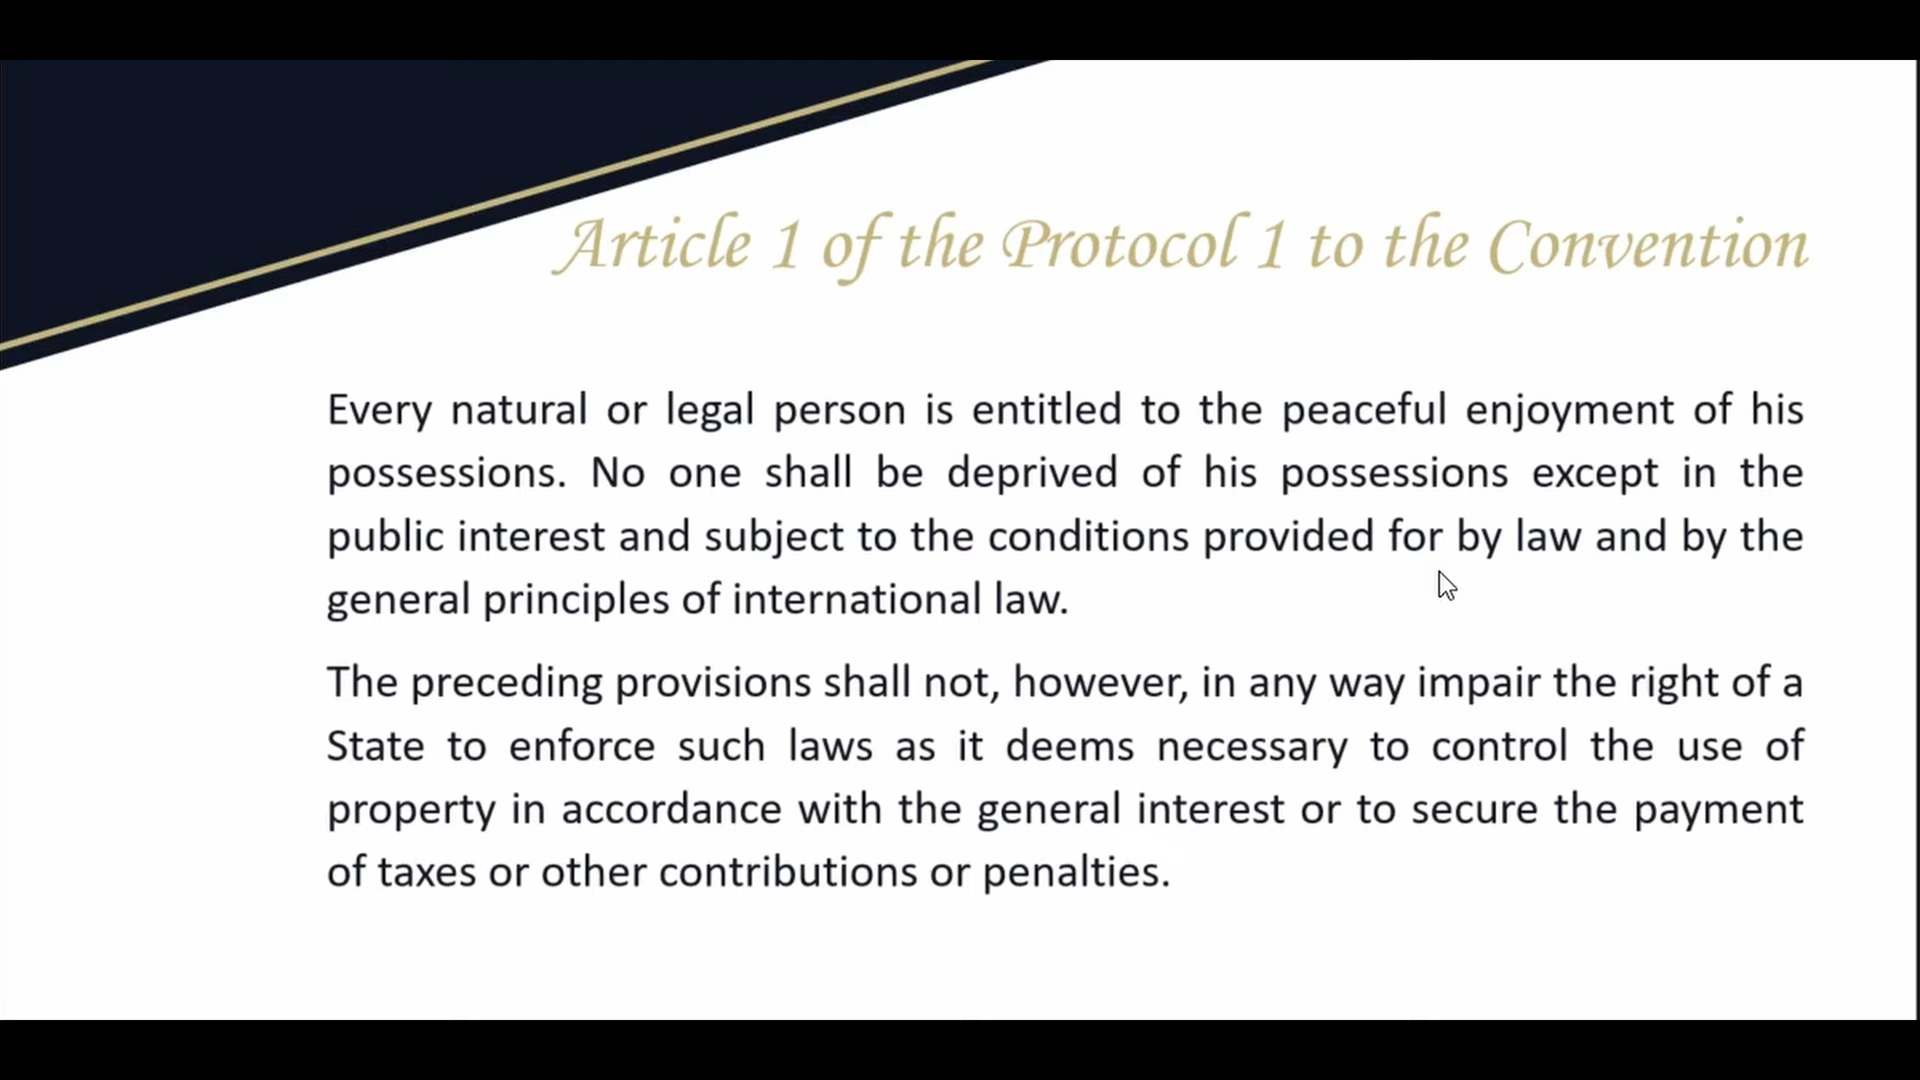 Article 1 of the Protocol 1 to the Convention
Every natural or legal person is entitled to the peaceful enjoyment of his
possessions. No one shall be deprived of his possessions except in the
public interest and subject to the conditions provided for by law and by the
general principles of international law.
The preceding provisions shall not, however, in any way impair the right of a
State to enforce such laws as it deems necessary to control the use of
property in accordance with the general interest or to secure the payment
of taxes or other contributions or penalties.